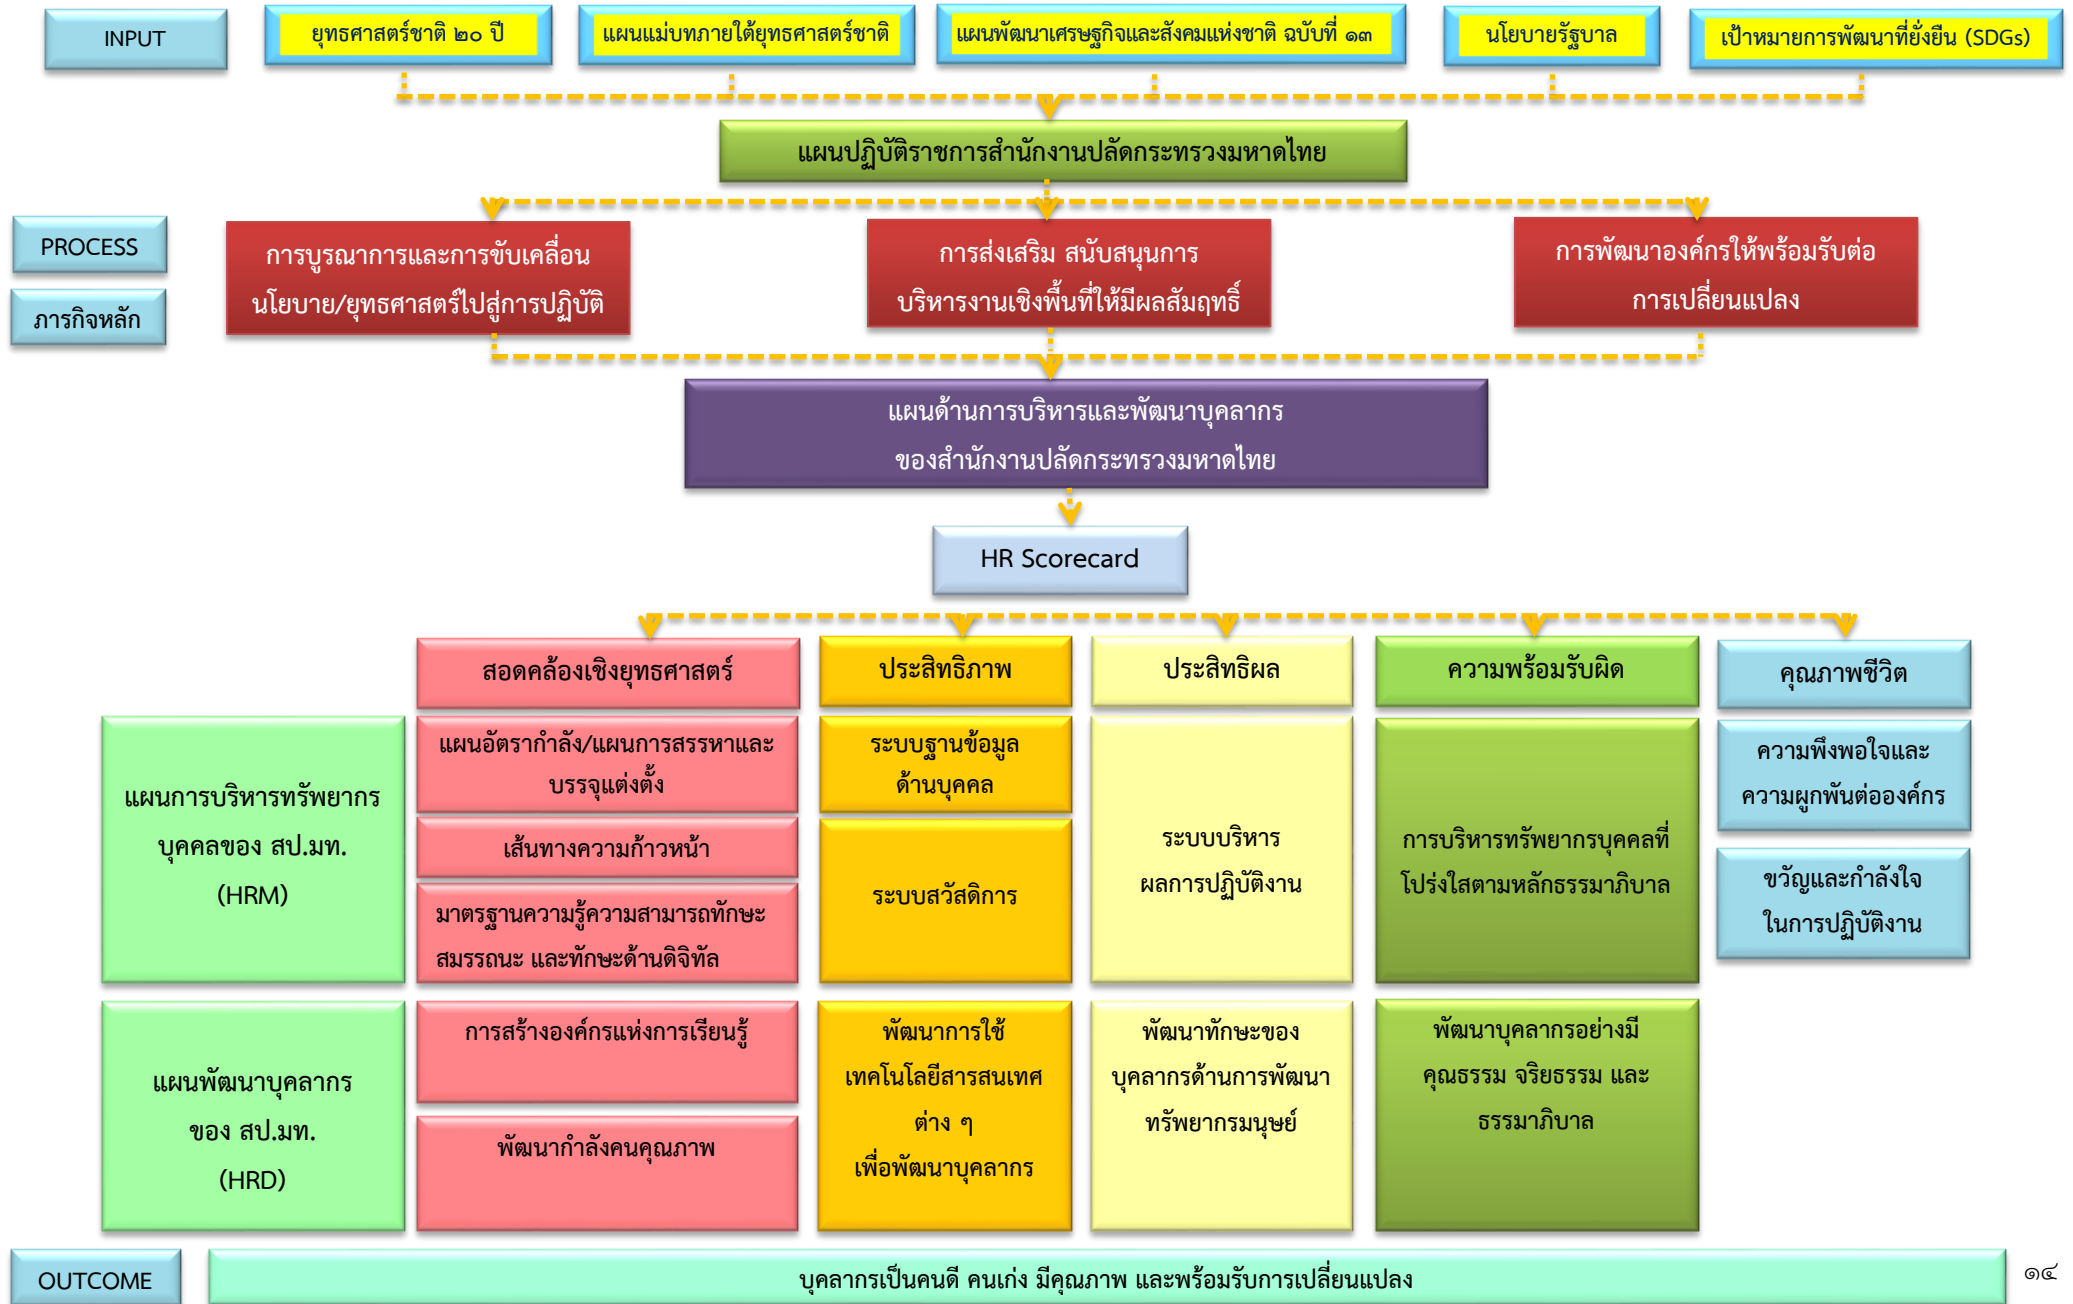 INPUT
ยุทธศาสตร์ชาติ ๒๐ ปี
แผนแม่บทภายใต้ยุทธศาสตร์ชาติ
แผนพัฒนาเศรษฐกิจและสังคมแห่งชาติ ฉบับที่ ๑๓
นโยบายรัฐบาล
เป้าหมายการพัฒนาที่ยั่งยืน (SDGs)
แผนปฏิบัติราชการสำนักงานปลัดกระทรวงมหาดไทย
PROCESS
ภารกิจหลัก
การบูรณาการและการขับเคลื่อน
นโยบาย/ยุทธศาสตร์ไปสู่การปฏิบัติ
การส่งเสริม สนับสนุนการ
บริหารงานเชิงพื้นที่ให้มีผลสัมฤทธิ์
การพัฒนาองค์กรให้พร้อมรับต่อ
การเปลี่ยนแปลง
แผนด้านการบริหารและพัฒนาบุคลากร
ของสำนักงานปลัดกระทรวงมหาดไทย
HR Scorecard
สอดคล้องเชิงยุทธศาสตร์
ประสิทธิภาพ
ประสิทธิผล
ความพร้อมรับผิด
คุณภาพชีวิต
แผนการบริหารทรัพยากร
บุคคลของ สป.มท.
(HRM)
แผนอัตรากำลัง/แผนการสรรหาและ
บรรจุแต่งตั้ง
เส้นทางความก้าวหน้า
มาตรฐานความรู้ความสามารถทักษะ
สมรรถนะ และทักษะด้านดิจิทัล
ระบบฐานข้อมูล
ด้านบุคคล
ระบบสวัสดิการ
ระบบบริหาร
ผลการปฏิบัติงาน
การบริหารทรัพยากรบุคคลที่
โปร่งใสตามหลักธรรมาภิบาล
ความพึงพอใจและ
ความผูกพันต่อองค์กร
ขวัญและกำลังใจ
ในการปฏิบัติงาน
แผนพัฒนาบุคลากร
ของ สป.มท.
(HRD)
การสร้างองค์กรแห่งการเรียนรู้
พัฒนากำลังคนคุณภาพ
พัฒนาการใช้
เทคโนโลยีสารสนเทศ
ต่าง ๆ
เพื่อพัฒนาบุคลากร
พัฒนาทักษะของ
บุคลากรด้านการพัฒนา
ทรัพยากรมนุษย์
พัฒนาบุคลากรอย่างมี
คุณธรรม จริยธรรม และ
ธรรมาภิบาล
OUTCOME
บุคลากรเป็นคนดี คนเก่ง มีคุณภาพ และพร้อมรับการเปลี่ยนแปลง
๑๔